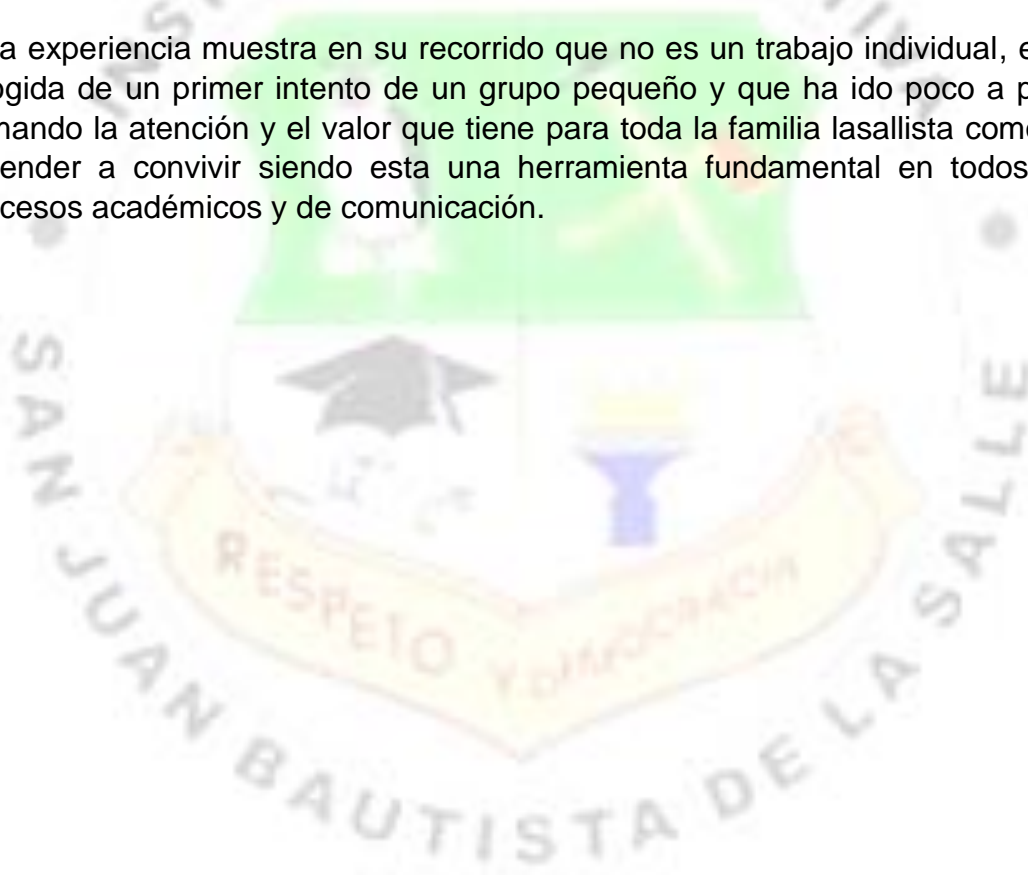 a experiencia muestra en su recorrido que no es un trabajo individual, e
ogida de un primer intento de un grupo pequeño y que ha ido poco a p
mando la atención y el valor que tiene para toda la familia lasallista com
ender a convivir siendo esta una herramienta fundamental en todos
cesos académicos y de comunicación.
SAN JUAN BAUTISTA DE LA SALLE
RESPETO Y DEMOCRACIA